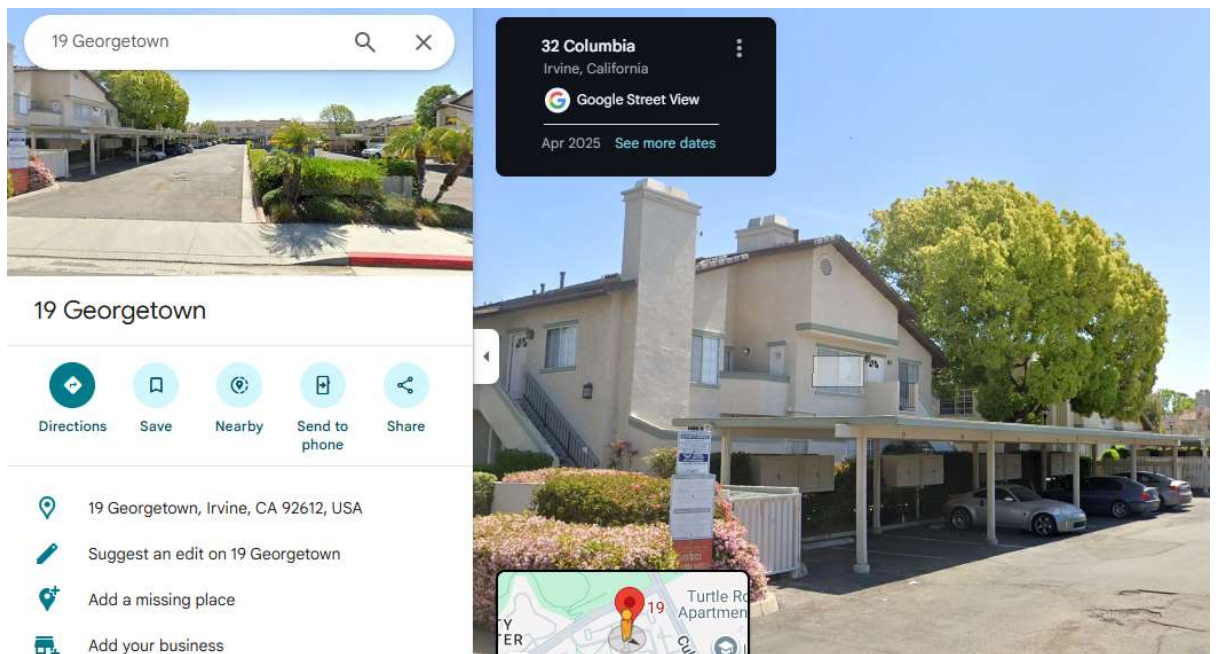 19 Georgetown
19 Georgetown
Directions
Save
Nearby
Send to
phone
Share
19 Georgetown, Irvine, CA 92612, USA
Suggest an edit on 19 Georgetown
Add a missing place
Add your business
32 Columbia
Irvine, California
Google Street View
Apr 2025 See more dates
19
Turtle
Apartmen
TER